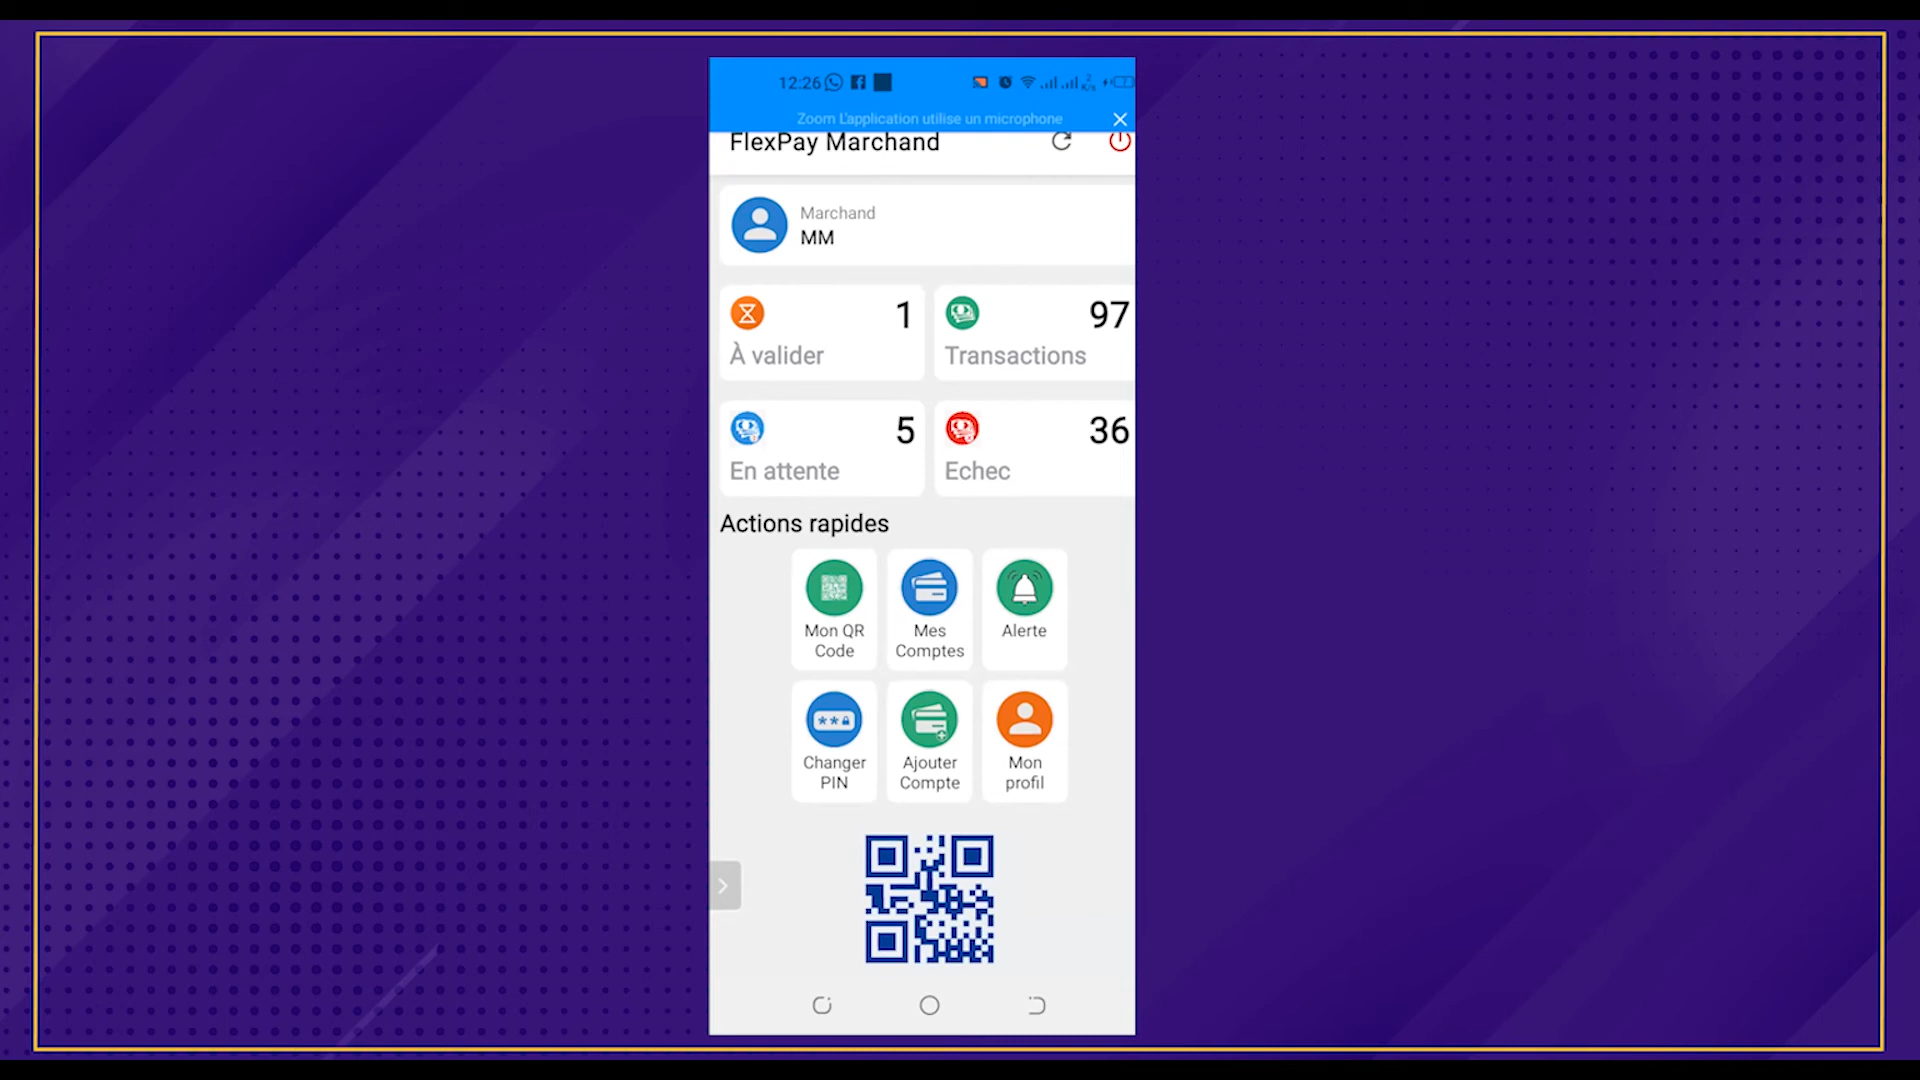 12:26
2
K/s
Zoom L'application utilise un microphone
FlexPay Marchand
Marchand
MM
1
À valider
97
Transactions
5
En attente
36
Echec
Actions rapides
Mon QR
Code
Mes
Comptes
Alerte
Changer
PIN
Ajouter
Compte
Mon
profil